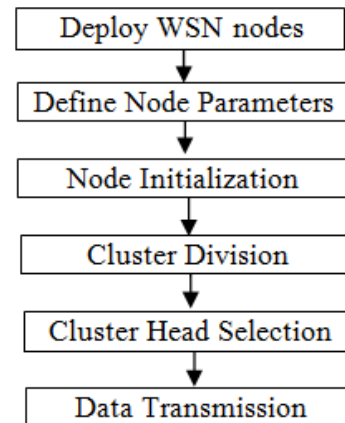 Deploy WSN nodes
Define Node Parameters
Node Initialization
Cluster Division
Cluster Head Selection
Data Transmission